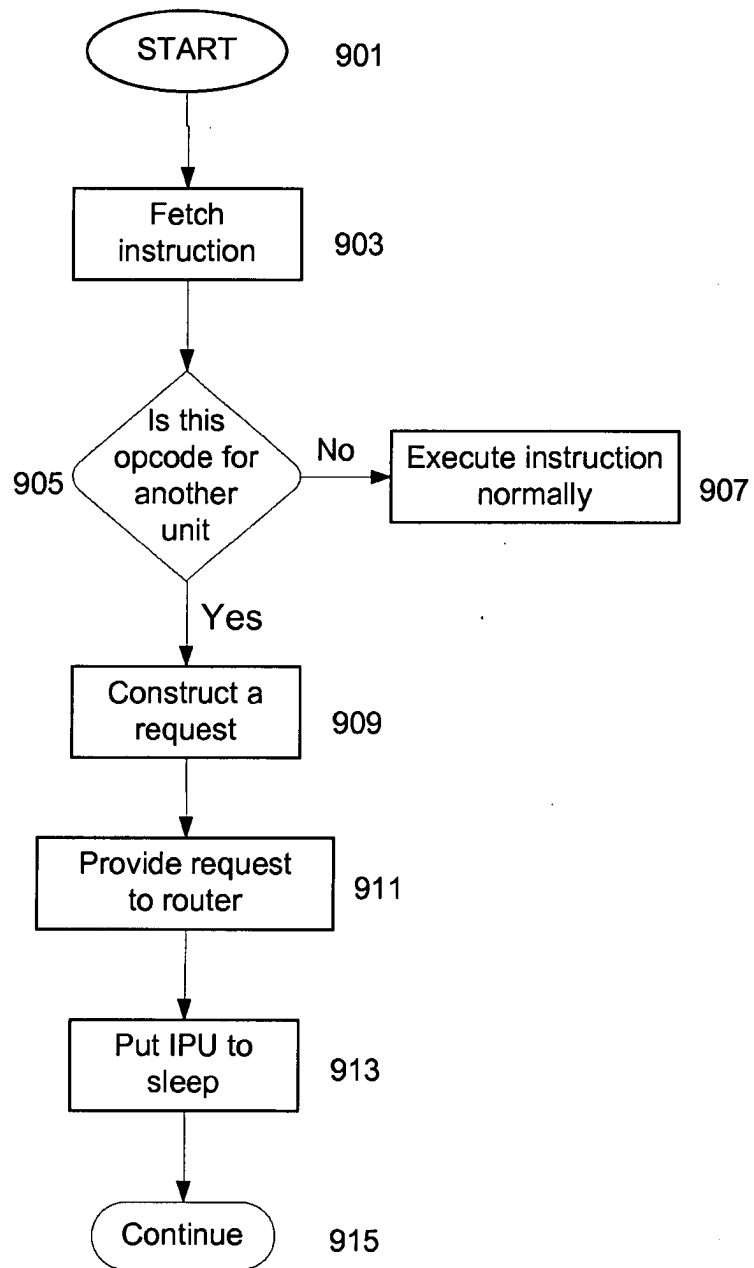 START
901
Fetch
instruction
903
Is this
opcode for
another
unit
905
No
Execute instruction
normally
907
Yes
Construct a
request
909
Provide request
to router
911
Put IPU to
sleep
913
Continue
915